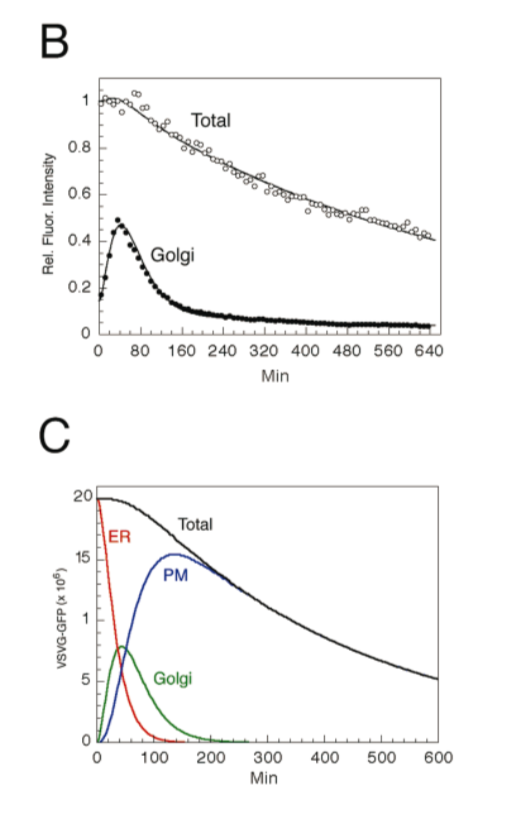 B
1
0.8
0.6
0.4
0.2
0
Rel. Fluor. Intensity
Total
Golgi
0 80 160 240 320 400 480 560 640
Min
C
20
15
1
5
0
VSVG-GFP (x 10⁶)
Total
ER
PM
Golgi
0 100 200 300 400 500 600
Min